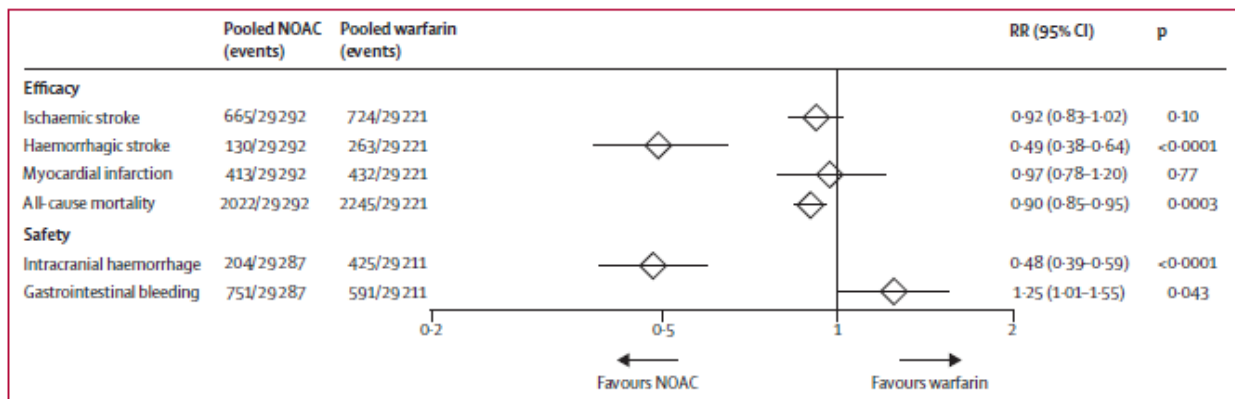 Pooled NOAC Pooled warfarin RR (95% CI) p
(events) (events)
Efficacy
Ischaemic stroke 665/29 292 724/29 221 0·92 (0·83–1·02) 0·10
Haemorrhagic stroke 130/29 292 263/29 221 0·49 (0·38–0·64) <0·0001
Myocardial infarction 413/29 292 432/29 221 0·97 (0·78–1·20) 0·77
All-cause mortality 2022/29 292 2245/29 221 0·90 (0·85–0·95) 0·0003
Safety
Intracranial haemorrhage 204/29 287 425/29 211 0·48 (0·39–0·59) <0·0001
Gastrointestinal bleeding 751/29 287 591/29 211 1·25 (1·01–1·55) 0·043
0·2 0·5 1 2
Favours NOAC Favours warfarin